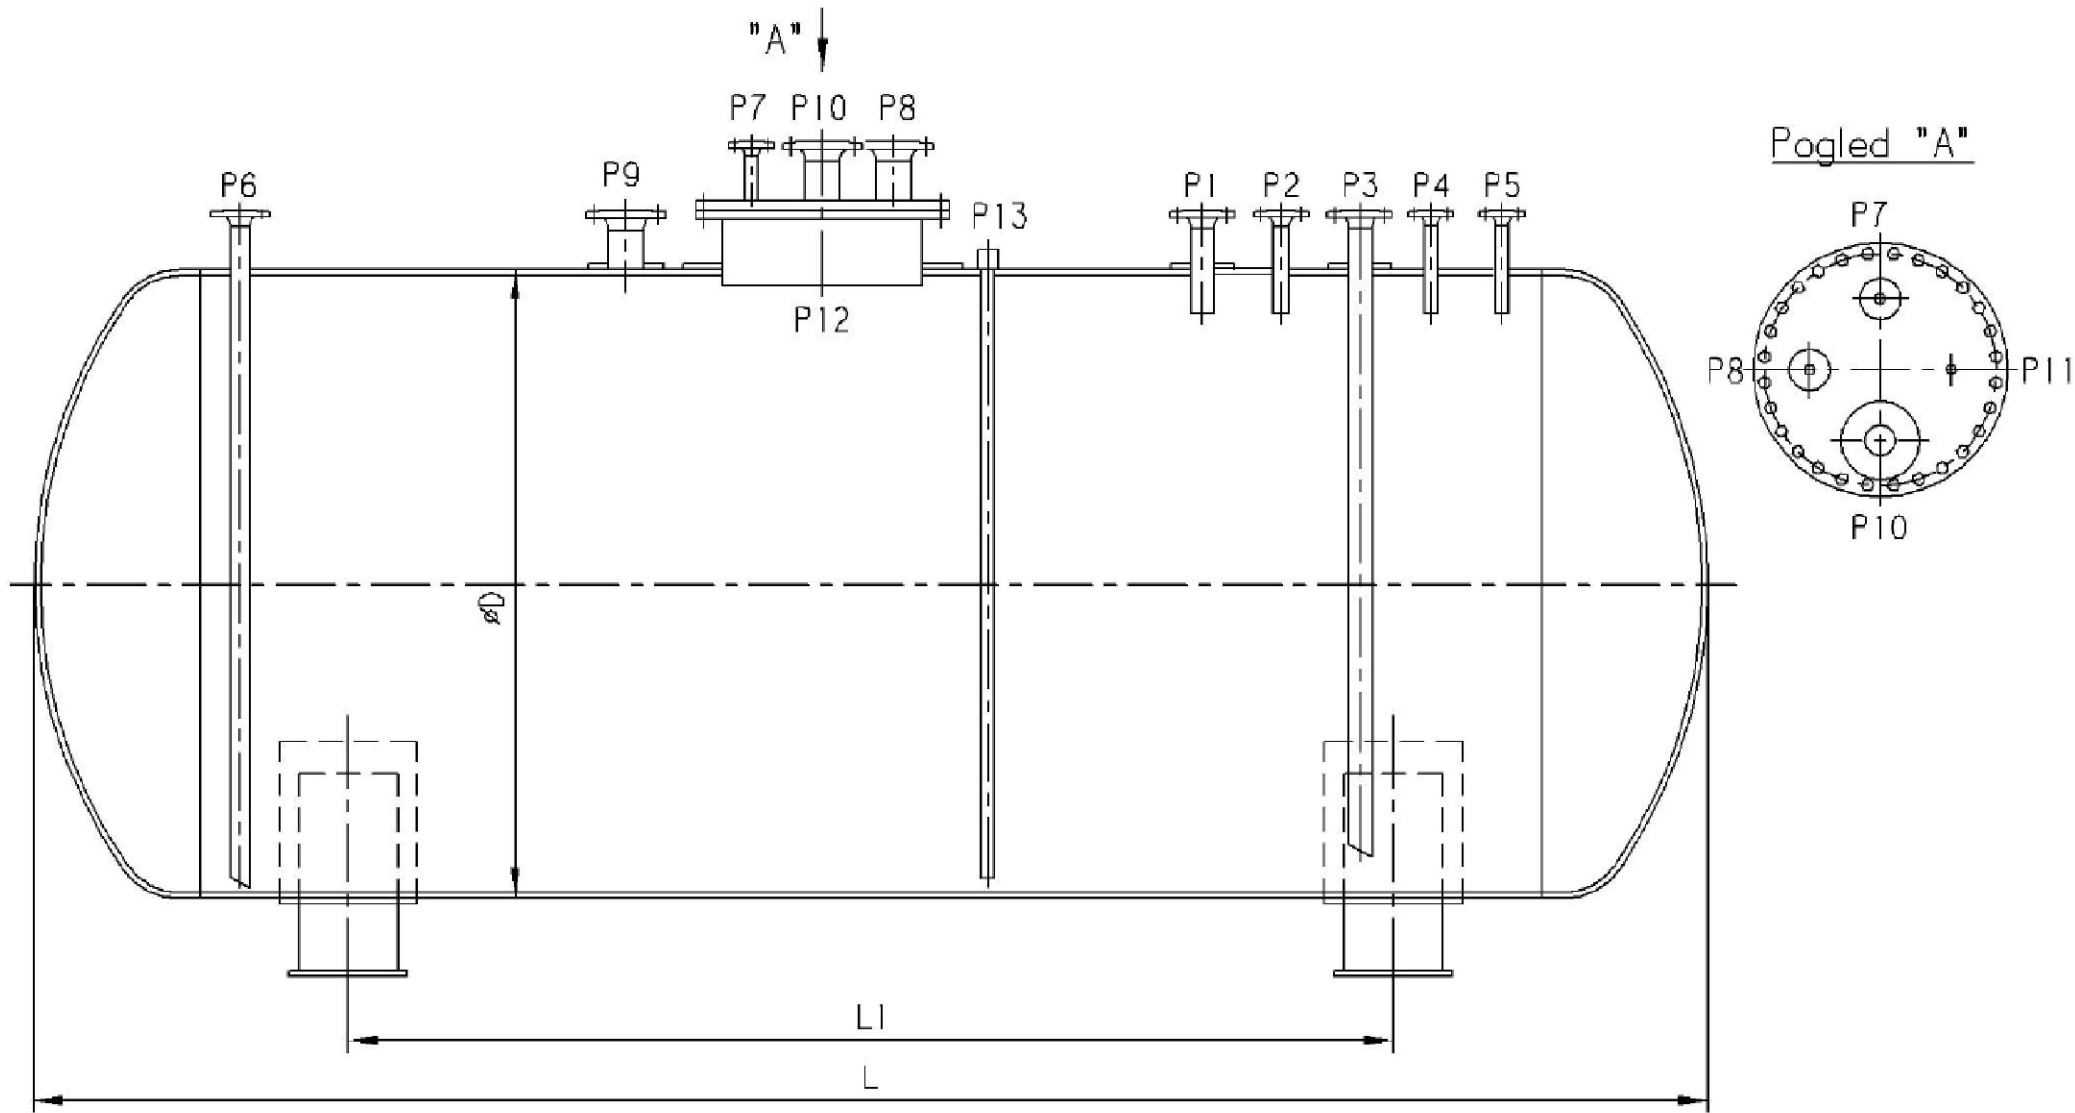 "A"
P7 P10 P8
Pogled "A"
P6
P9
P1 P2 P3 P4 P5
P13
P7
P12
P8
P11
P10
øD
L1
L